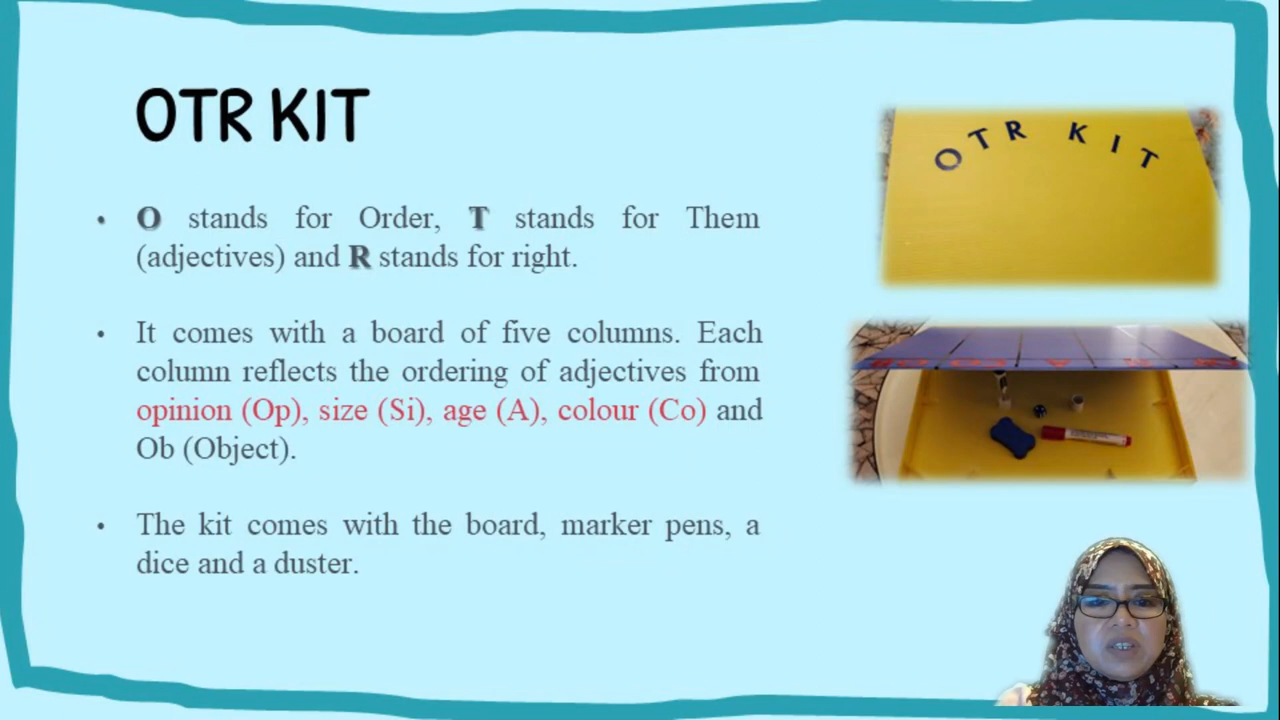 OTR KIT
• O stands for Order, T stands for Them
(adjectives) and R stands for right.
• It comes with a board of five columns. Each
column reflects the ordering of adjectives from
opinion (Op), size (Si), age (A), colour (Co) and
Ob (Object).
• The kit comes with the board, marker pens, a
dice and a duster.
OTR KIT